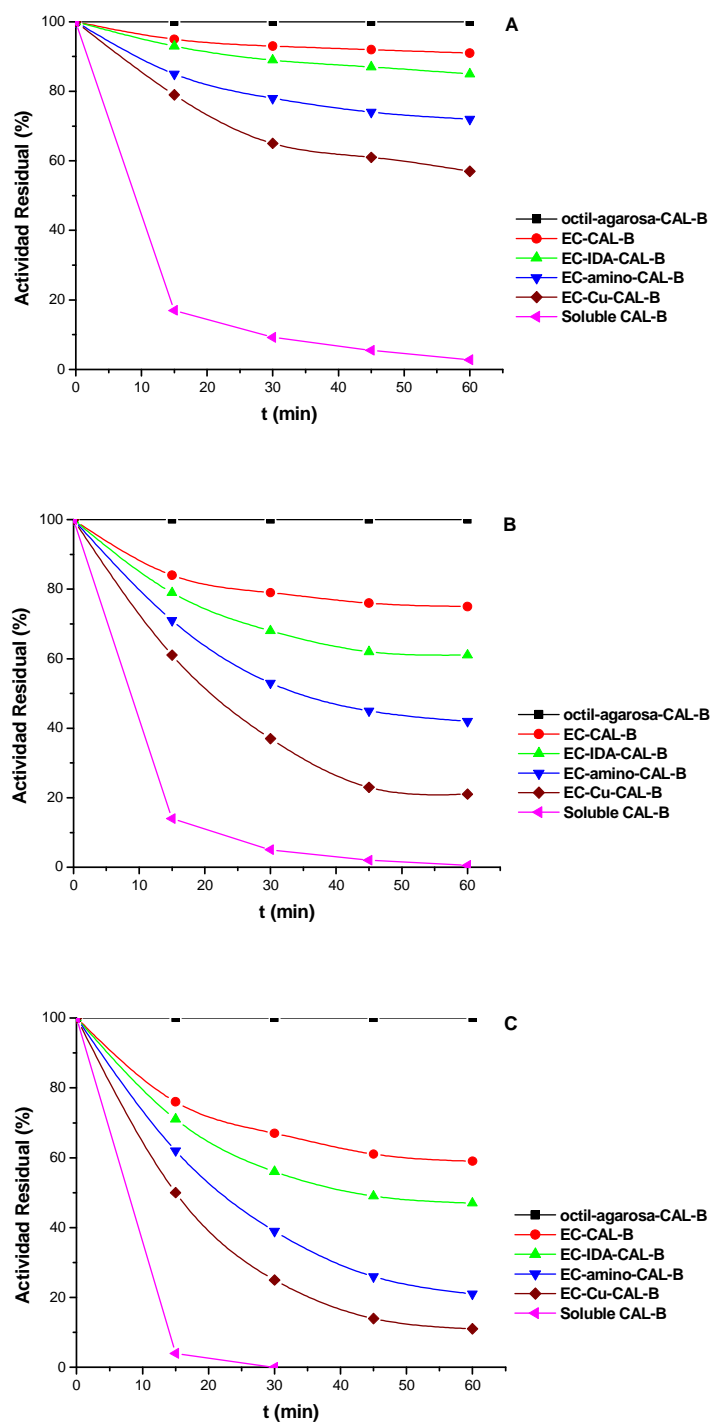 A
100
80
60
40
20
0
Actividad Residual (%)
0 10 20 30 40 50 60
t (min)
octil-agarosa-CAL-B
EC-CAL-B
EC-IDA-CAL-B
EC-amino-CAL-B
EC-Cu-CAL-B
Soluble CAL-B
B
100
80
60
40
20
0
Actividad Residual (%)
0 10 20 30 40 50 60
t (min)
octil-agarosa-CAL-B
EC-CAL-B
EC-IDA-CAL-B
EC-amino-CAL-B
EC-Cu-CAL-B
Soluble CAL-B
C
100
80
60
40
20
0
Actividad Residual (%)
0 10 20 30 40 50 60
t (min)
octil-agarosa-CAL-B
EC-CAL-B
EC-IDA-CAL-B
EC-amino-CAL-B
EC-Cu-CAL-B
Soluble CAL-B